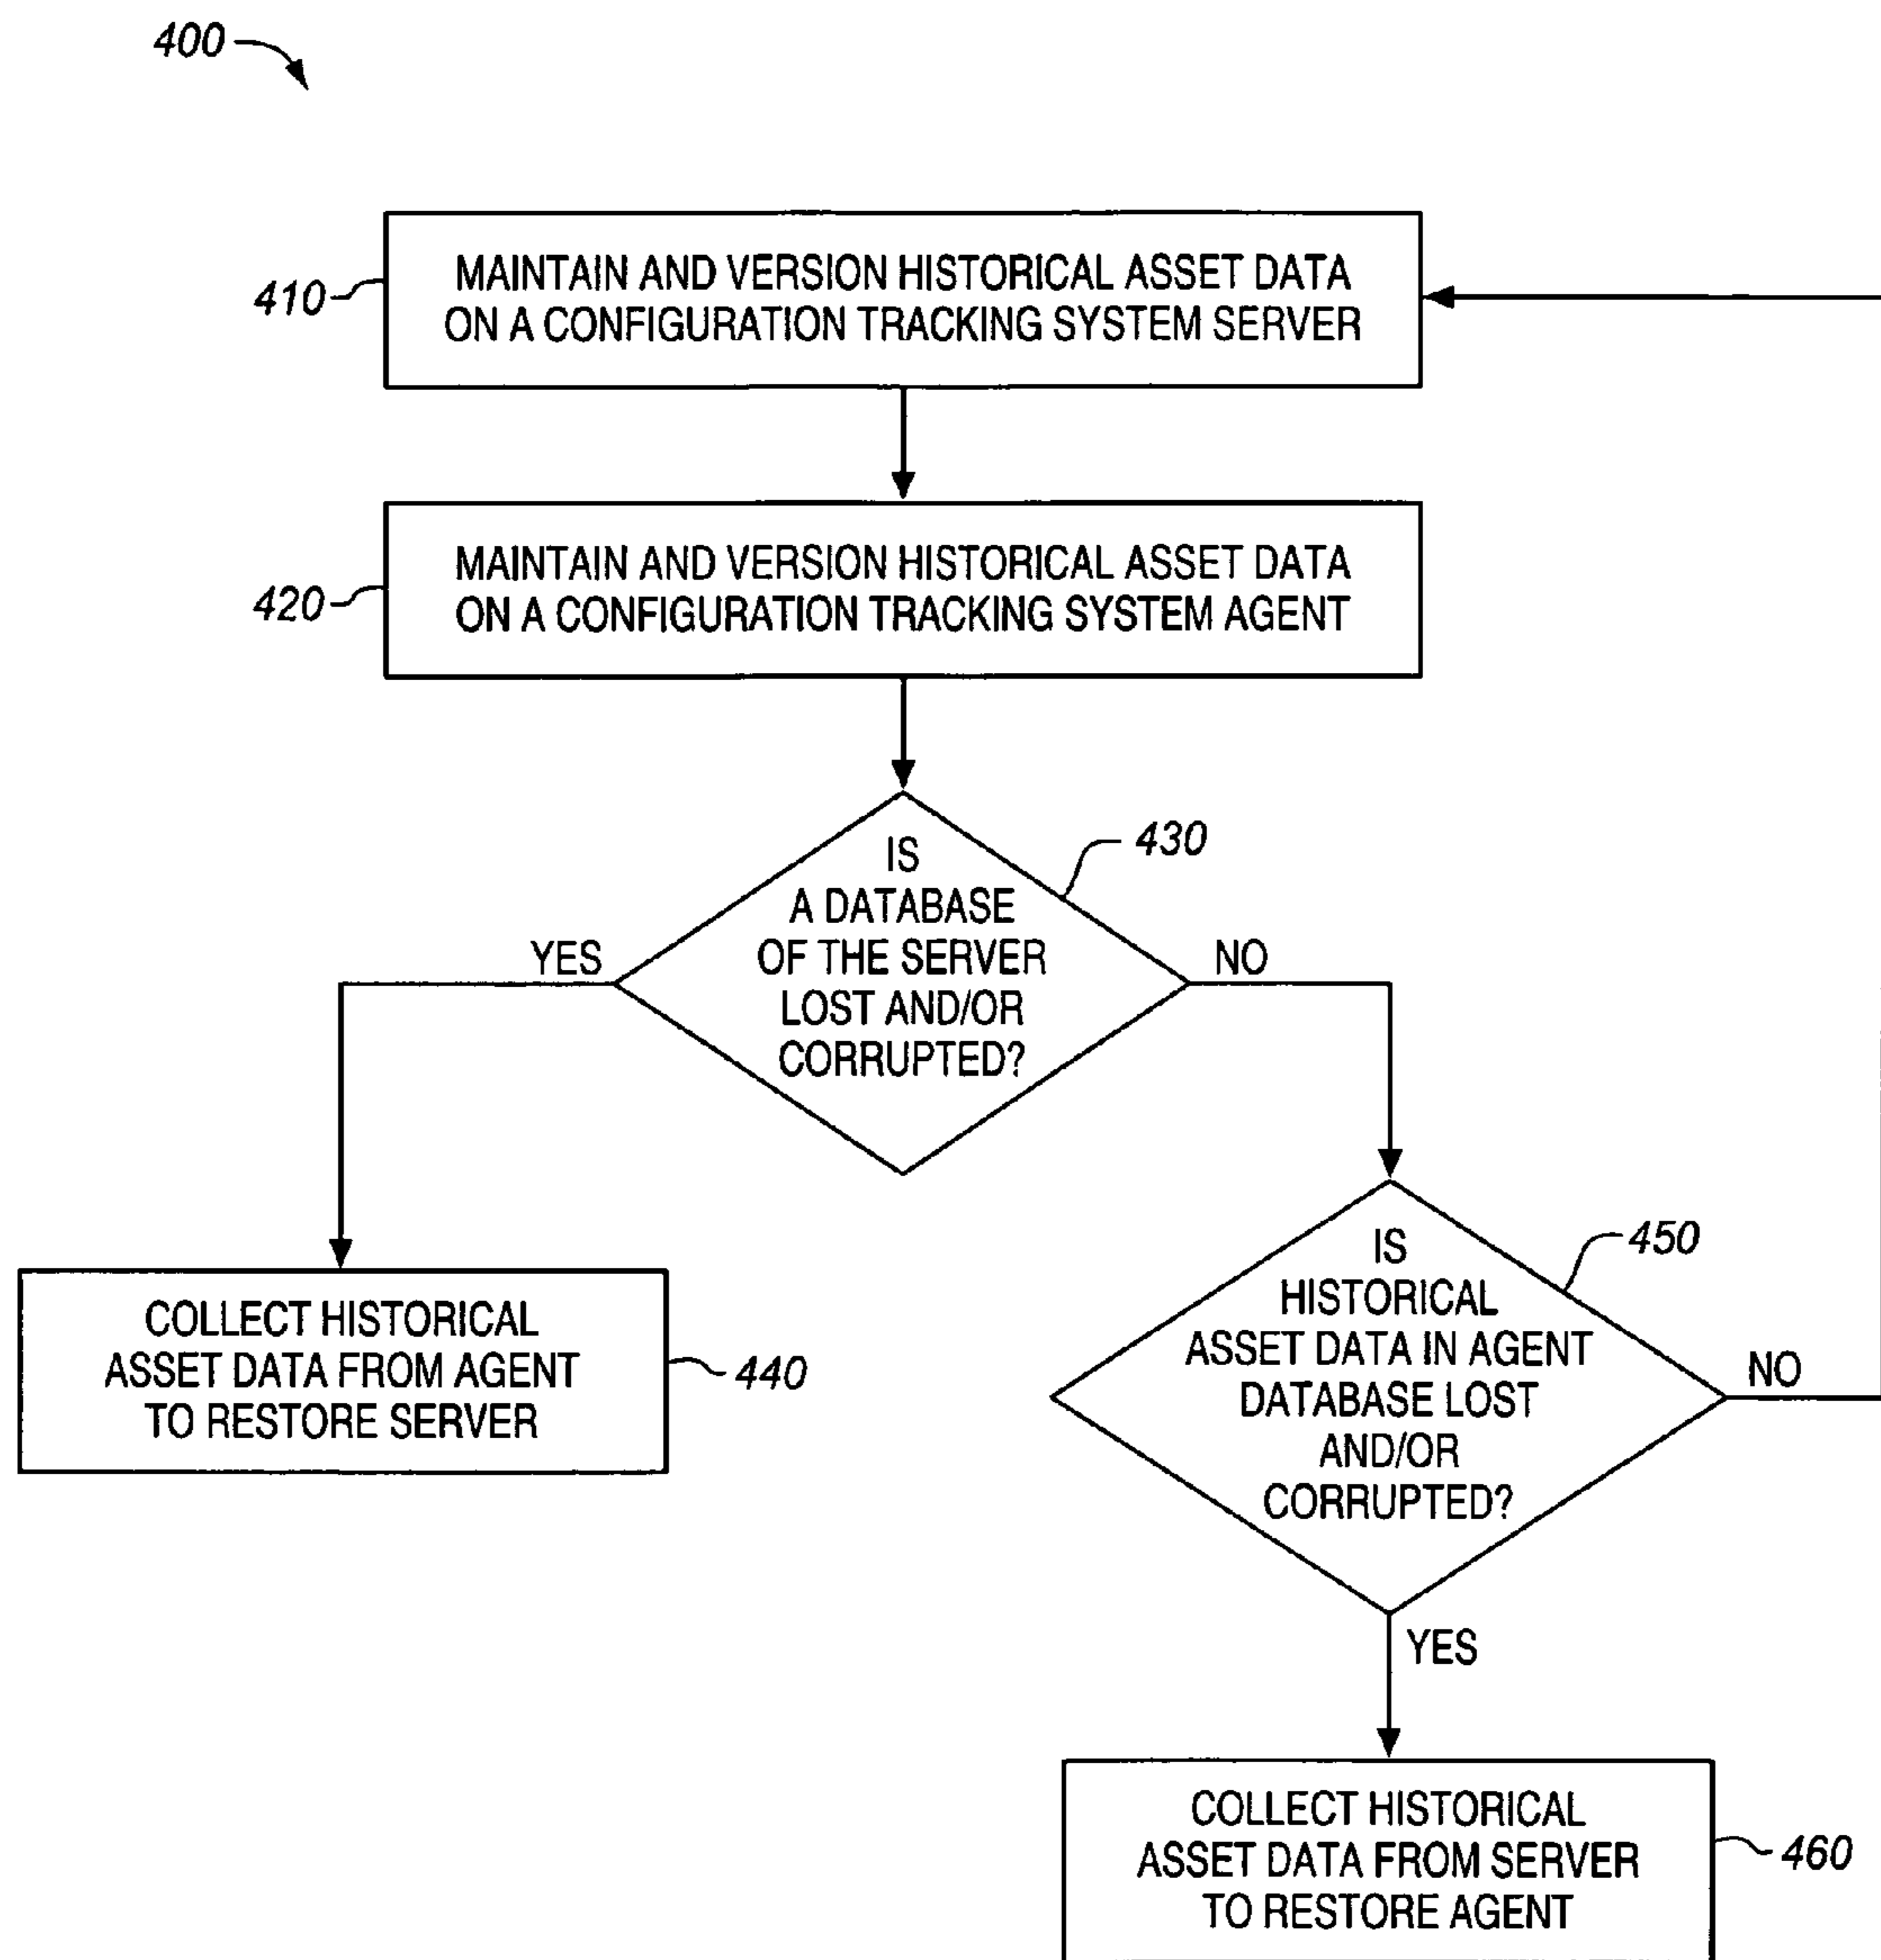 400
410
MAINTAIN AND VERSION HISTORICAL ASSET DATA
ON A CONFIGURATION TRACKING SYSTEM SERVER
420
MAINTAIN AND VERSION HISTORICAL ASSET DATA
ON A CONFIGURATION TRACKING SYSTEM AGENT
430
IS
A DATABASE
OF THE SERVER
LOST AND/OR
CORRUPTED?
YES
NO
COLLECT HISTORICAL
ASSET DATA FROM AGENT
TO RESTORE SERVER
440
450
IS
HISTORICAL
ASSET DATA IN AGENT
DATABASE LOST
AND/OR
CORRUPTED?
NO
YES
COLLECT HISTORICAL
ASSET DATA FROM SERVER
TO RESTORE AGENT
460